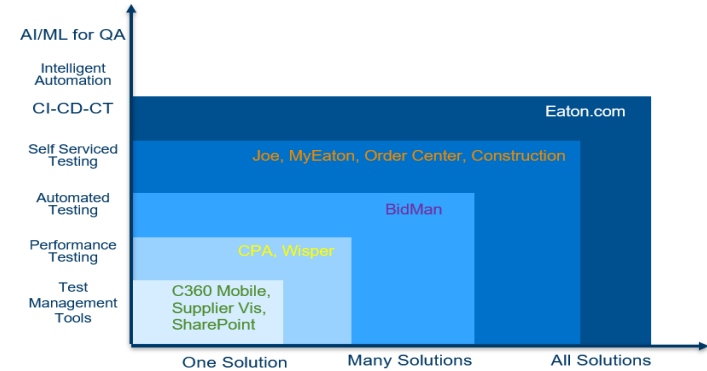 AI/ML for QA
Intelligent
Automation
CI-CD-CT
Eaton.com
Self Serviced
Testing
Joe, MyEaton, Order Center, Construction
Automated
Testing
BidMan
Performance
Testing
CPA, Wisper
Test
Management
Tools
C360 Mobile,
Supplier Vis,
SharePoint
One Solution
Many Solutions
All Solutions